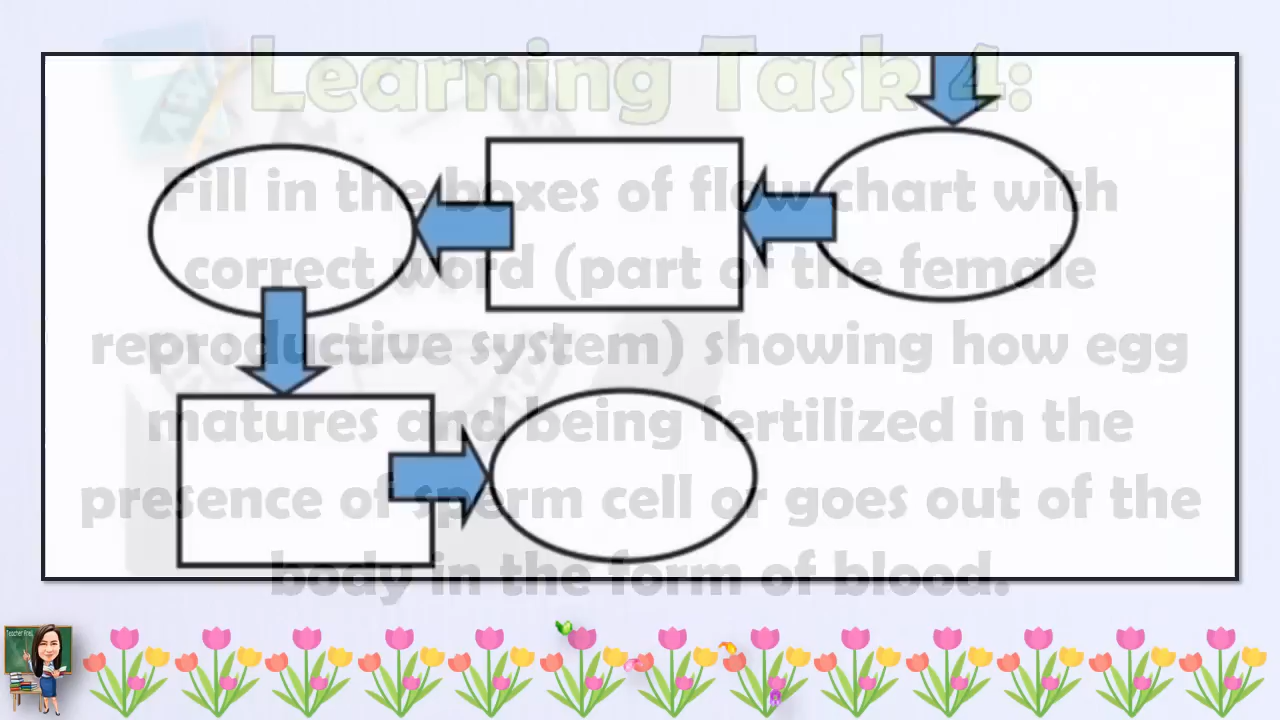 Learning Task 4:
Fill in the boxes of flow chart with
correct word (part of the female
reproductive system) showing how egg
matures and being fertilized in the
presence of sperm cell or goes out of the
body in the form of blood.